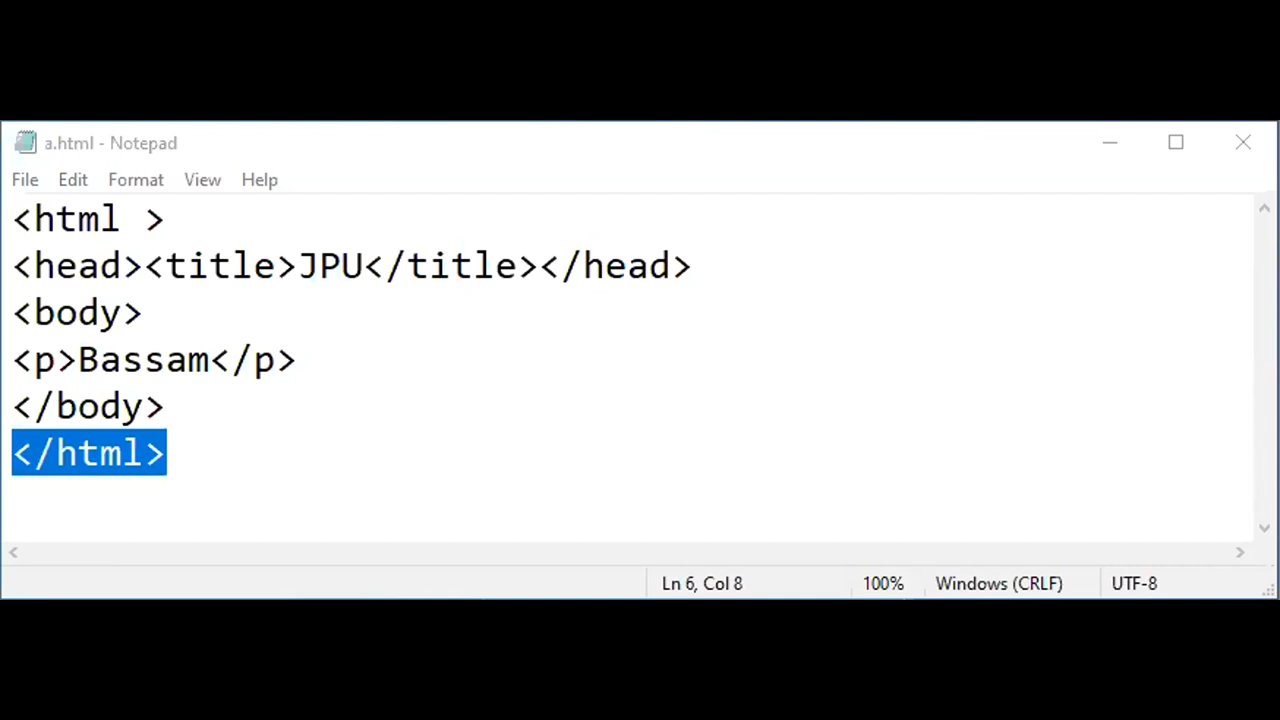 a.html - Notepad
File Edit Format View Help
<html >
<head><title>JPU</title></head>
<body>
<p>Bassam</p>
</body>
</html>
Ln 6, Col 8 100% Windows (CRLF) UTF-8